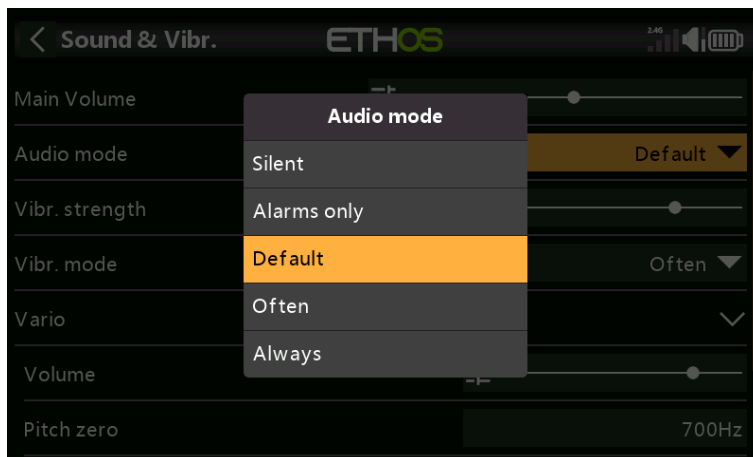 Sound & Vibr.
ETHOS
2.4G
Main Volume
Audio mode
Default
Vibr. strength
Vibr. mode
Often
Vario
Volume
Pitch zero
700Hz
Audio mode
Silent
Alarms only
Default
Often
Always